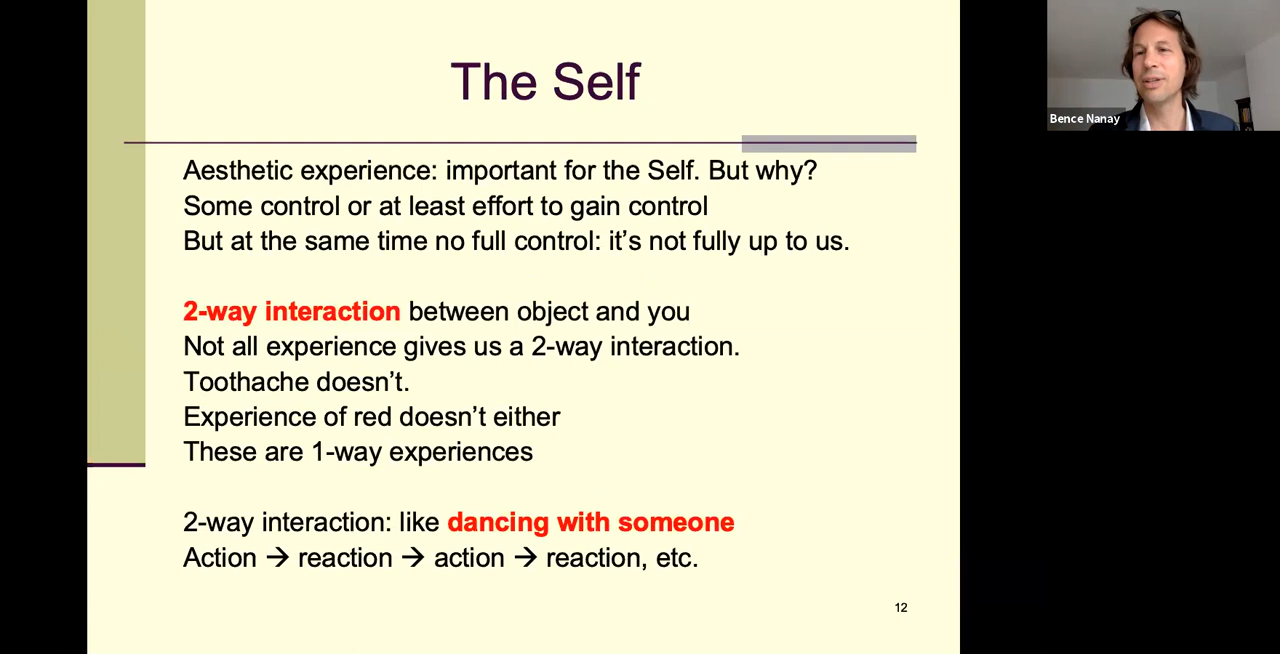 The Self
Aesthetic experience: important for the Self. But why?
Some control or at least effort to gain control
But at the same time no full control: it’s not fully up to us.
2-way interaction between object and you
Not all experience gives us a 2-way interaction.
Toothache doesn’t.
Experience of red doesn’t either
These are 1-way experiences
2-way interaction: like dancing with someone
Action → reaction → action → reaction, etc.
12
Bence Nanay